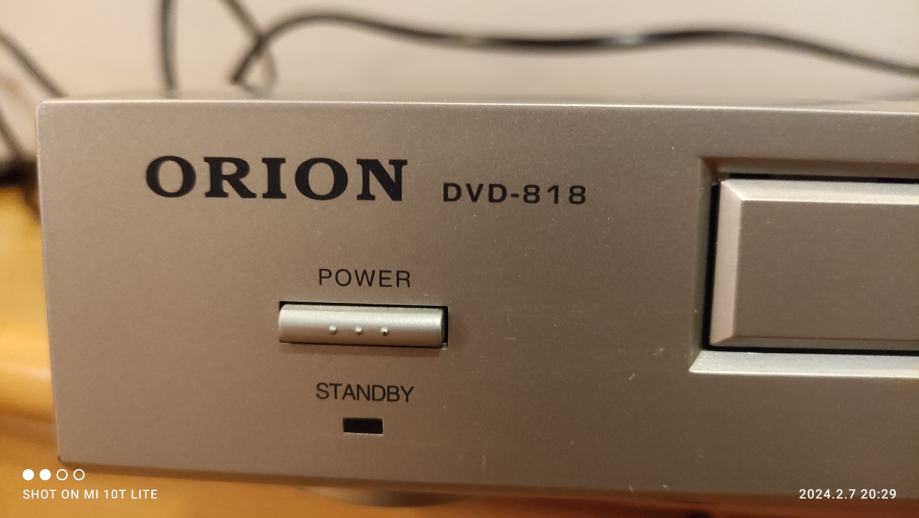 ORION DVD-818
POWER
STANDBY
SHOT ON MI 10T LITE
2024.2.7 20:29